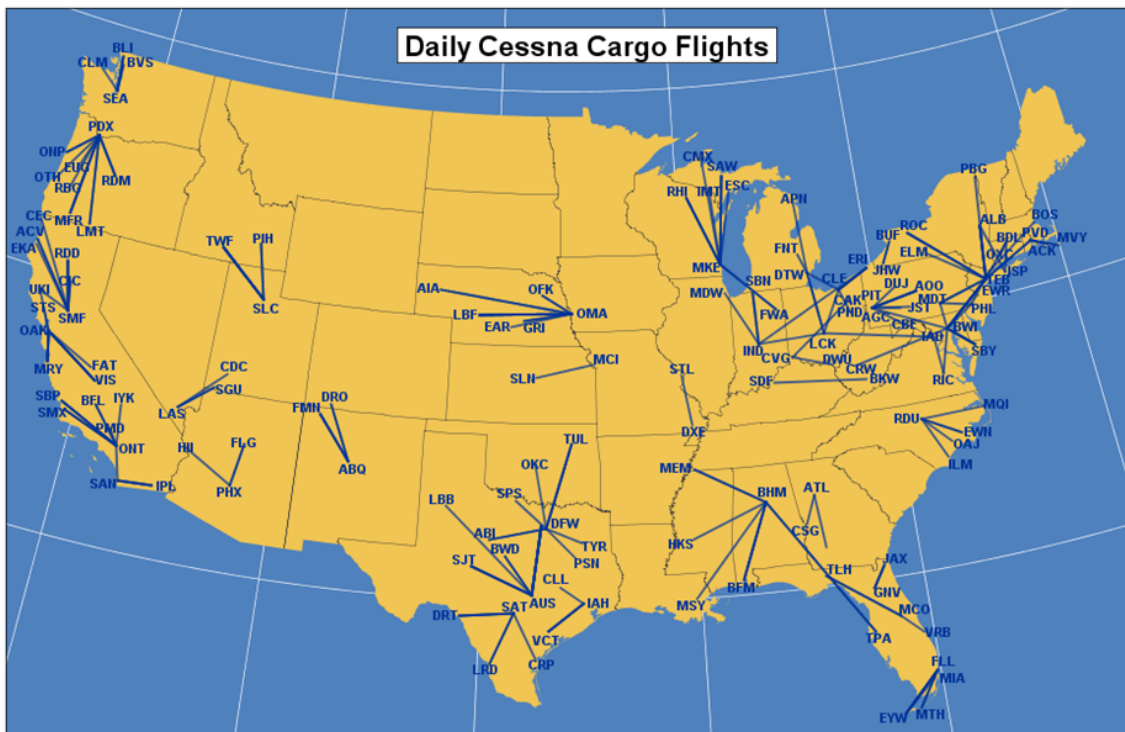 Daily Cessna Cargo Flights
BLI
CLM
BVS
SEA
PDX
ONP
EUG
OTH
RBG
RDM
MFR
LMT
CEC
ACV
EKA
RDD
CIC
UKI
STS
SMF
OAK
MRY
FAT
VIS
SBP
SMX
BFL
IYK
PMD
ONT
SAN
IPL
TWF
PIH
SLC
CDC
SGU
LAS
HII
FLG
PHX
FMN
DRO
ABQ
AIA
OFK
LBF
EAR
GRI
OMA
MCI
SLN
TUL
OKC
SPS
LBB
DFW
ABI
BWD
TYR
PSN
SJT
CLL
AUS
SAT
IAH
DRT
VCT
LRD
CRP
CMX
SAW
RHI
IMT
ESC
APN
MKE
FNT
DTW
SBN
MDW
FWA
IND
CVG
LCK
DWU
CRW
SDF
BKW
STL
DXE
MEM
BHM
ATL
CSG
HKS
BFM
MSY
TLH
JAX
GNV
MCO
TPA
VRB
FLL
MIA
EYW
MTH
PBG
ALB
BOS
ROC
BUF
BDL
PVD
MVY
ACK
OXC
ELM
ISP
TEB
EWR
ERI
JHW
CLE
DUJ
AOO
PIT
MDT
CAK
PHD
JST
PHL
AGC
CBE
BWI
IAD
SBY
RIC
RDU
MQI
EWN
OAJ
ILM